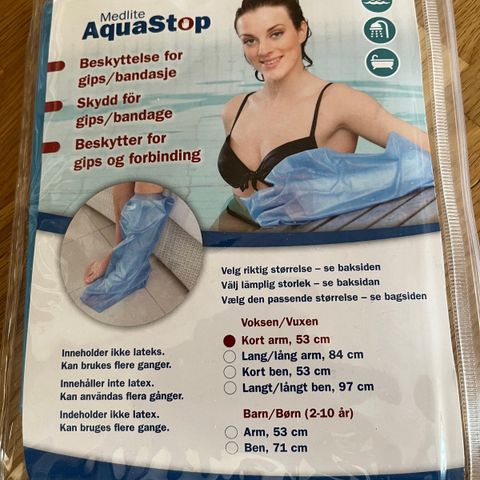 Medlite
AquaStop
Beskyttelse for
gips/bandasje
Skydd för
gips/bandage
Beskytter for
gips og forbinding
Velg riktig størrelse – se baksiden
Välj lämplig storlek – se baksidan
Vælg den passende størrelse – se bagsiden
Voksen/Vuxen
Kort arm, 53 cm
Lang/lång arm, 84 cm
Kort ben, 53 cm
Langt/långt ben, 97 cm
Barn/Børn (2-10 år)
Arm, 53 cm
Ben, 71 cm
Inneholder ikke lateks.
Kan brukes flere ganger.
Innehåller inte latex.
Kan användas flera gånger.
Indeholder ikke latex.
Kan bruges flere gange.